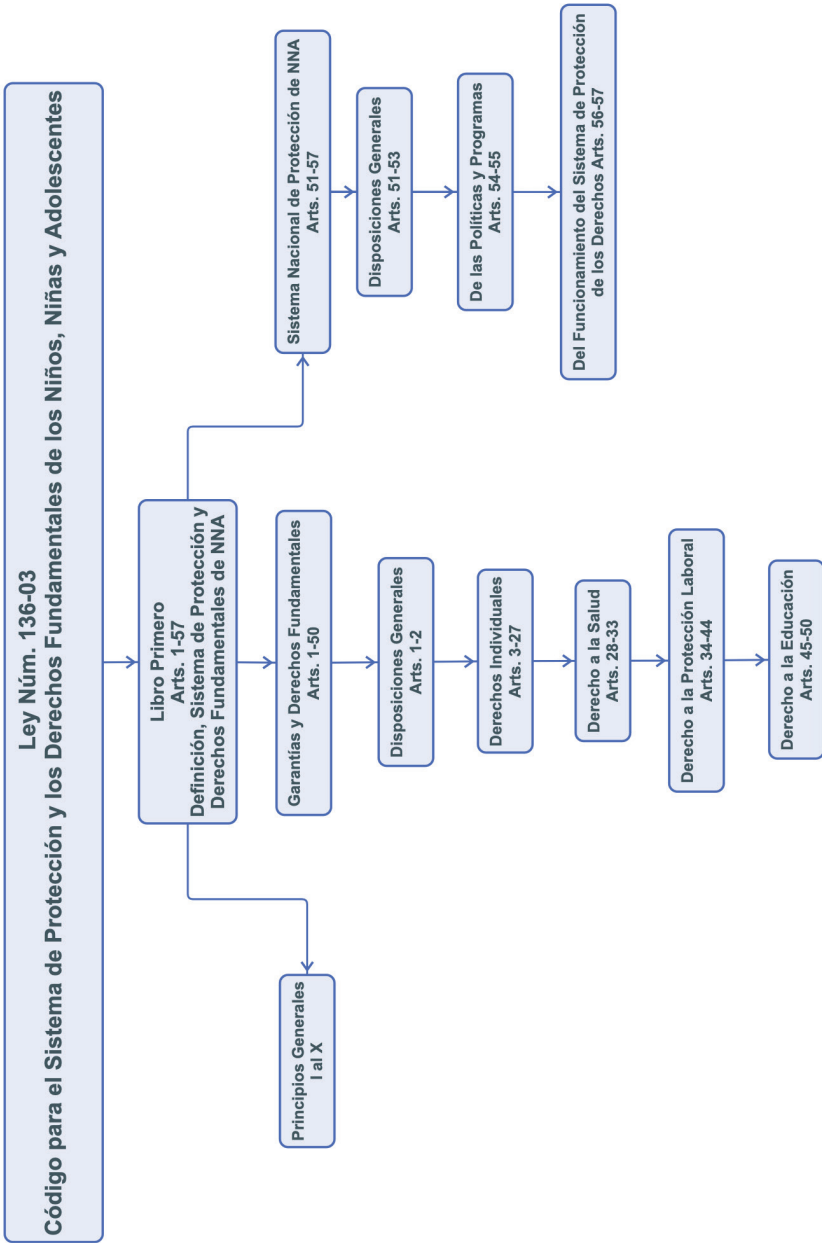 Ley Núm. 136-03
Código para el Sistema de Protección y los Derechos Fundamentales de los Niños, Niñas y Adolescentes
Libro Primero
Arts. 1-57
Definición, Sistema de Protección y
Derechos Fundamentales de NNA
Principios Generales
I al X
Garantías y Derechos Fundamentales
Arts. 1-50
Disposiciones Generales
Arts. 1-2
Derechos Individuales
Arts. 3-27
Derecho a la Salud
Arts. 28-33
Derecho a la Protección Laboral
Arts. 34-44
Derecho a la Educación
Arts. 45-50
Sistema Nacional de Protección de NNA
Arts. 51-57
Disposiciones Generales
Arts. 51-53
De las Políticas y Programas
Arts. 54-55
Del Funcionamiento del Sistema de Protección
de los Derechos Arts. 56-57